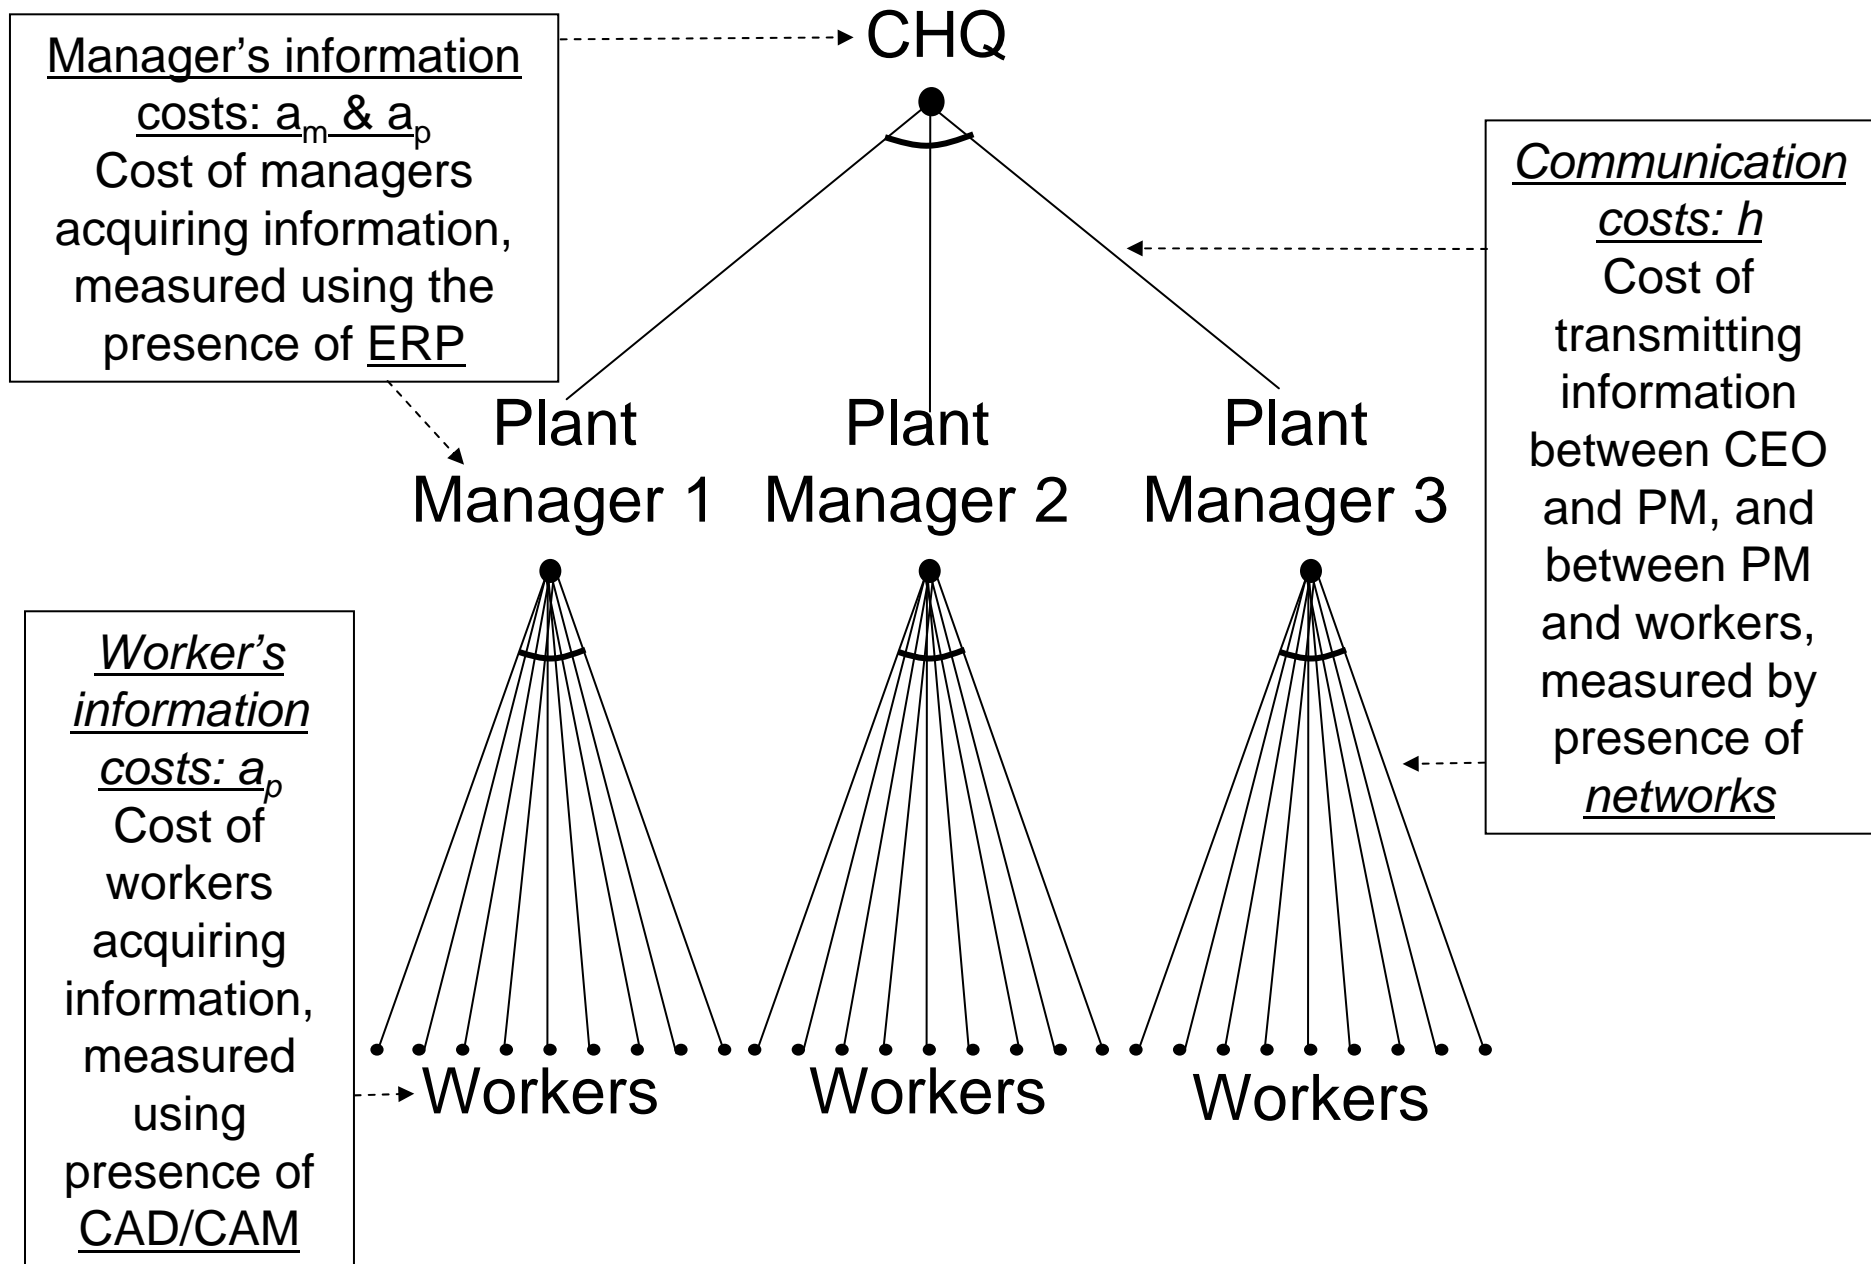 Manager’s information
costs: a_m & a_p
Cost of managers
acquiring information,
measured using the
presence of ERP
CHQ
Communication
costs: h
Cost of
transmitting
information
between CEO
and PM, and
between PM
and workers,
measured by
presence of
networks
Plant
Manager 1
Plant
Manager 2
Plant
Manager 3
Worker’s
information
costs: a_p
Cost of
workers
acquiring
information,
measured
using
presence of
CAD/CAM
Workers
Workers
Workers